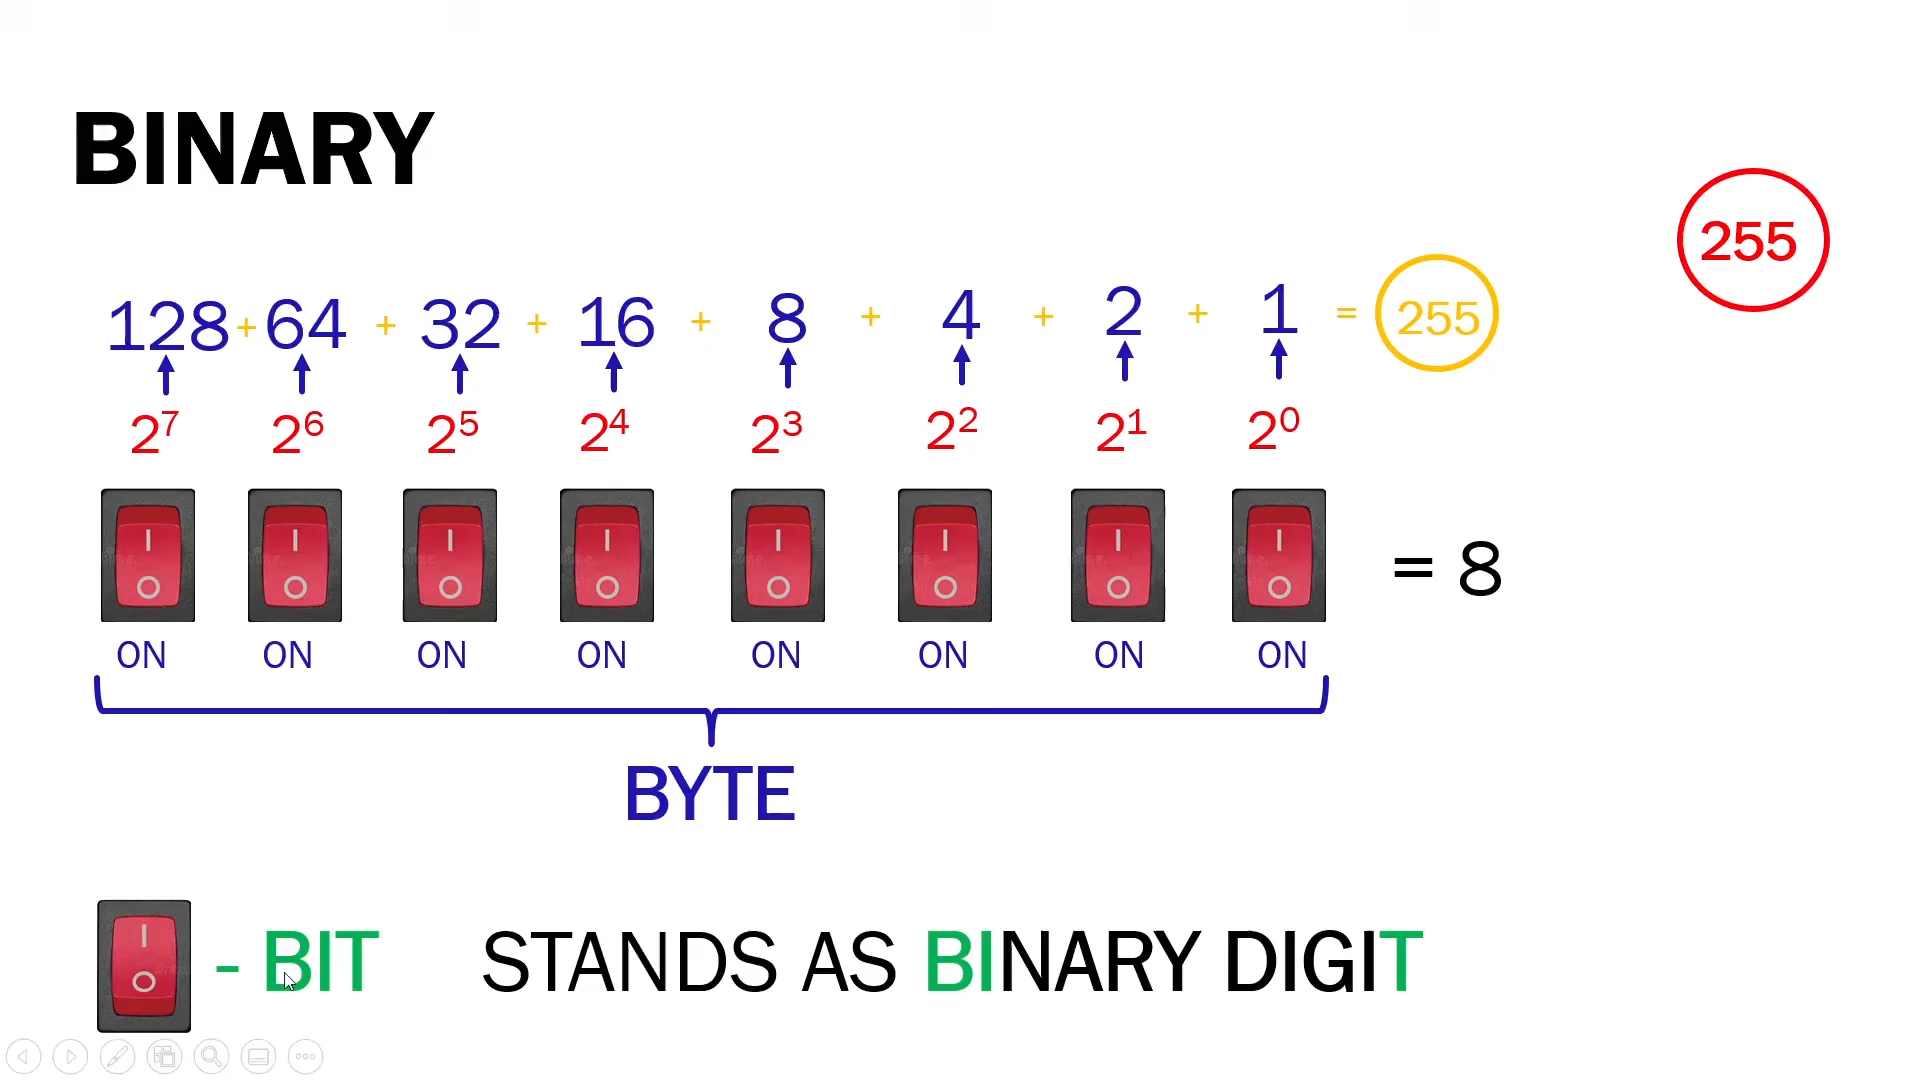 BINARY
255
128 + 64 + 32 + 16 + 8 + 4 + 2 + 1 = 255
2⁷ 2⁶ 2⁵ 2⁴ 2³ 2² 2¹ 2⁰
= 8
ON ON ON ON ON ON ON ON
BYTE
- BIT STANDS AS BINARY DIGIT